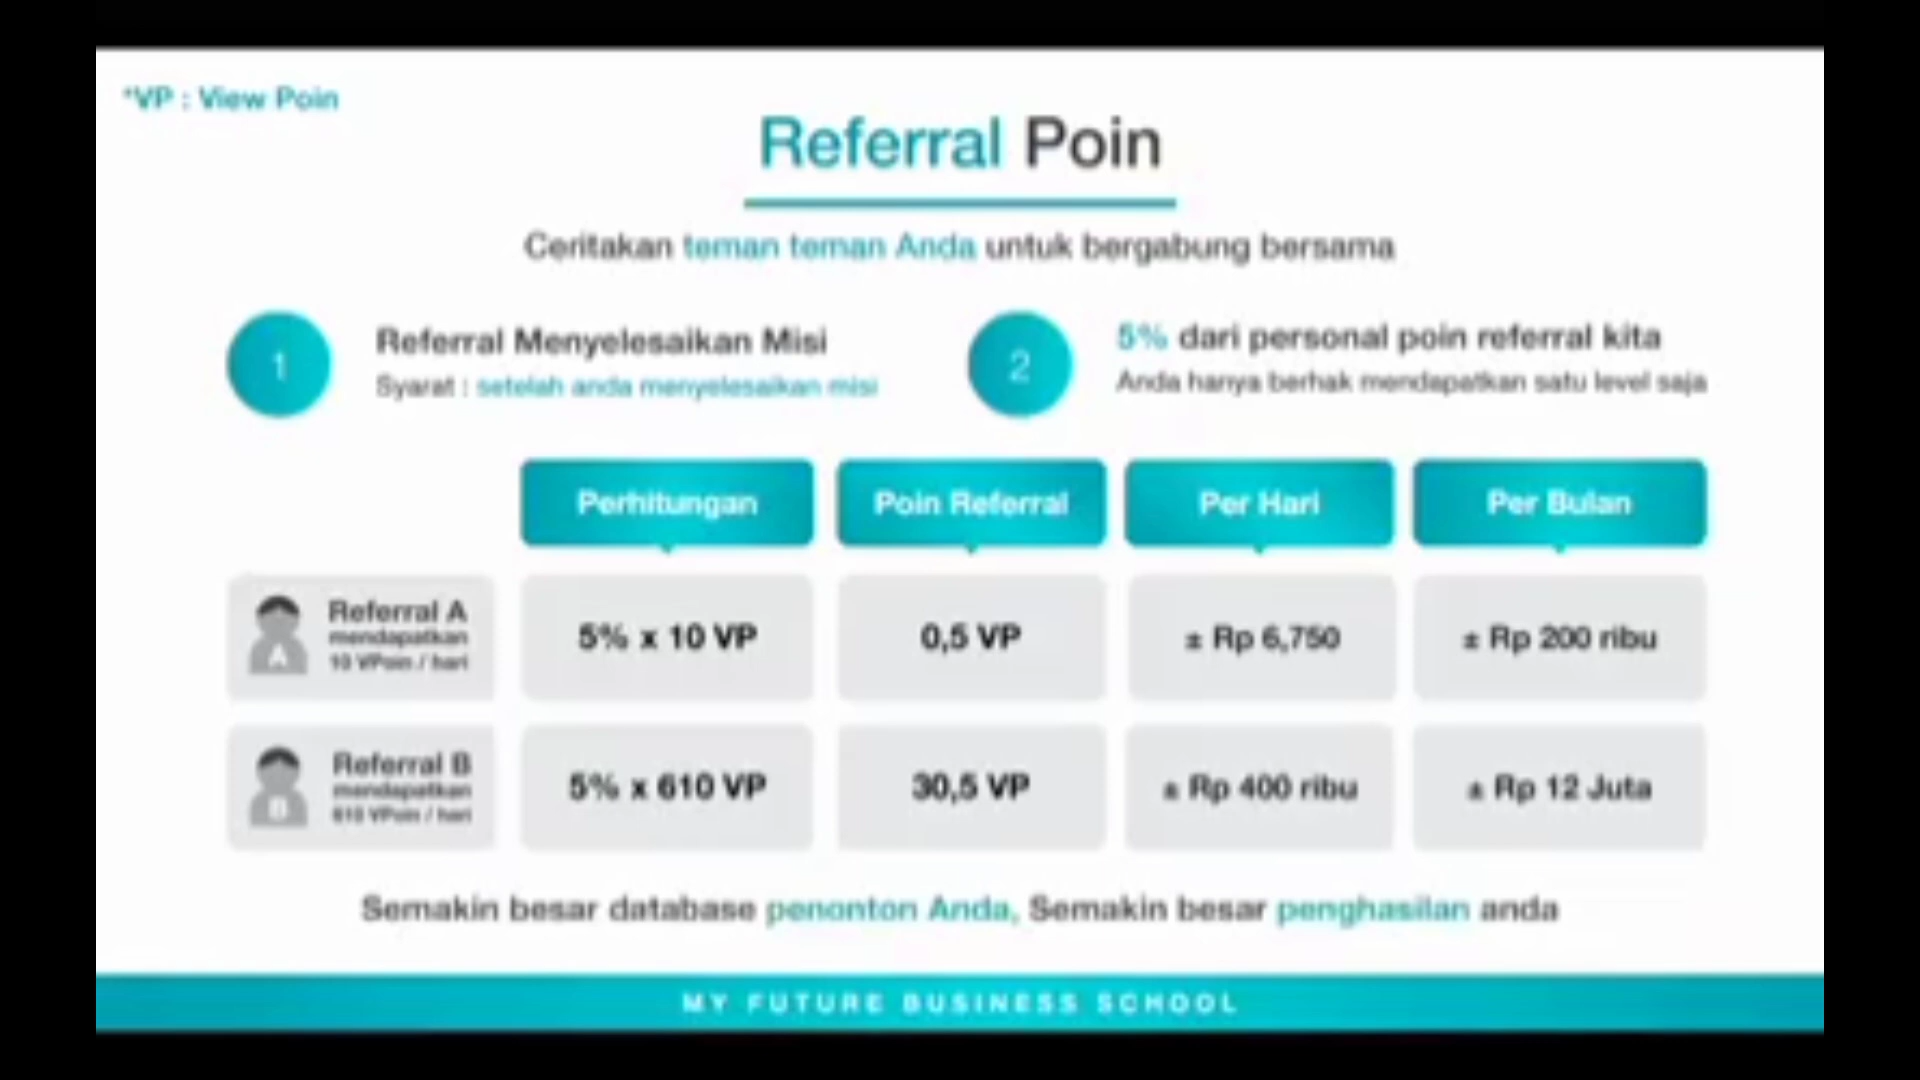 *VP : View Poin
Referral Poin
Ceritakan teman teman Anda untuk bergabung bersama
1
Referral Menyelesaikan Misi
Syarat : setelah anda menyelesaikan misi
2
5% dari personal poin referral kita
Anda hanya berhak mendapatkan satu level saja
Perhitungan
Poin Referral
Per Hari
Per Bulan
A
Referral A
mendapatkan
10 VPoin / hari
5% x 10 VP
0,5 VP
± Rp 6,750
± Rp 200 ribu
B
Referral B
mendapatkan
610 VPoin / hari
5% x 610 VP
30,5 VP
± Rp 400 ribu
± Rp 12 Juta
Semakin besar database penonton Anda, Semakin besar penghasilan anda
MY FUTURE BUSINESS SCHOOL